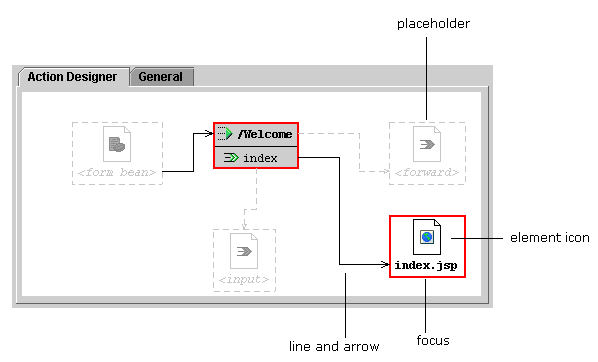 placeholder
Action Designer
General
/Welcome
<form bean>
index
<forward>
element icon
index.jsp
<input>
line and arrow
focus